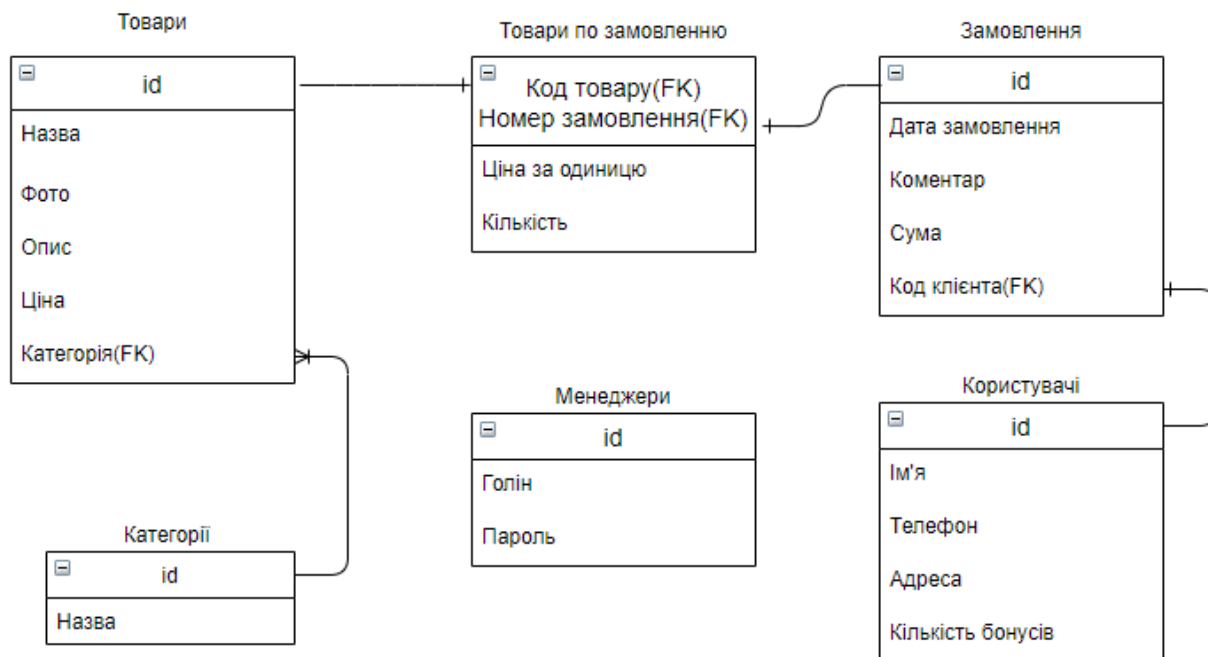 Товари
id
Назва
Фото
Опис
Ціна
Категорія(FK)
Товари по замовленню
Код товару(FK)
Номер замовлення(FK)
Ціна за одиницю
Кількість
Замовлення
id
Дата замовлення
Коментар
Сума
Код клієнта(FK)
Категорії
id
Назва
Менеджери
id
Голін
Пароль
Користувачі
id
Ім'я
Телефон
Адреса
Кількість бонусів